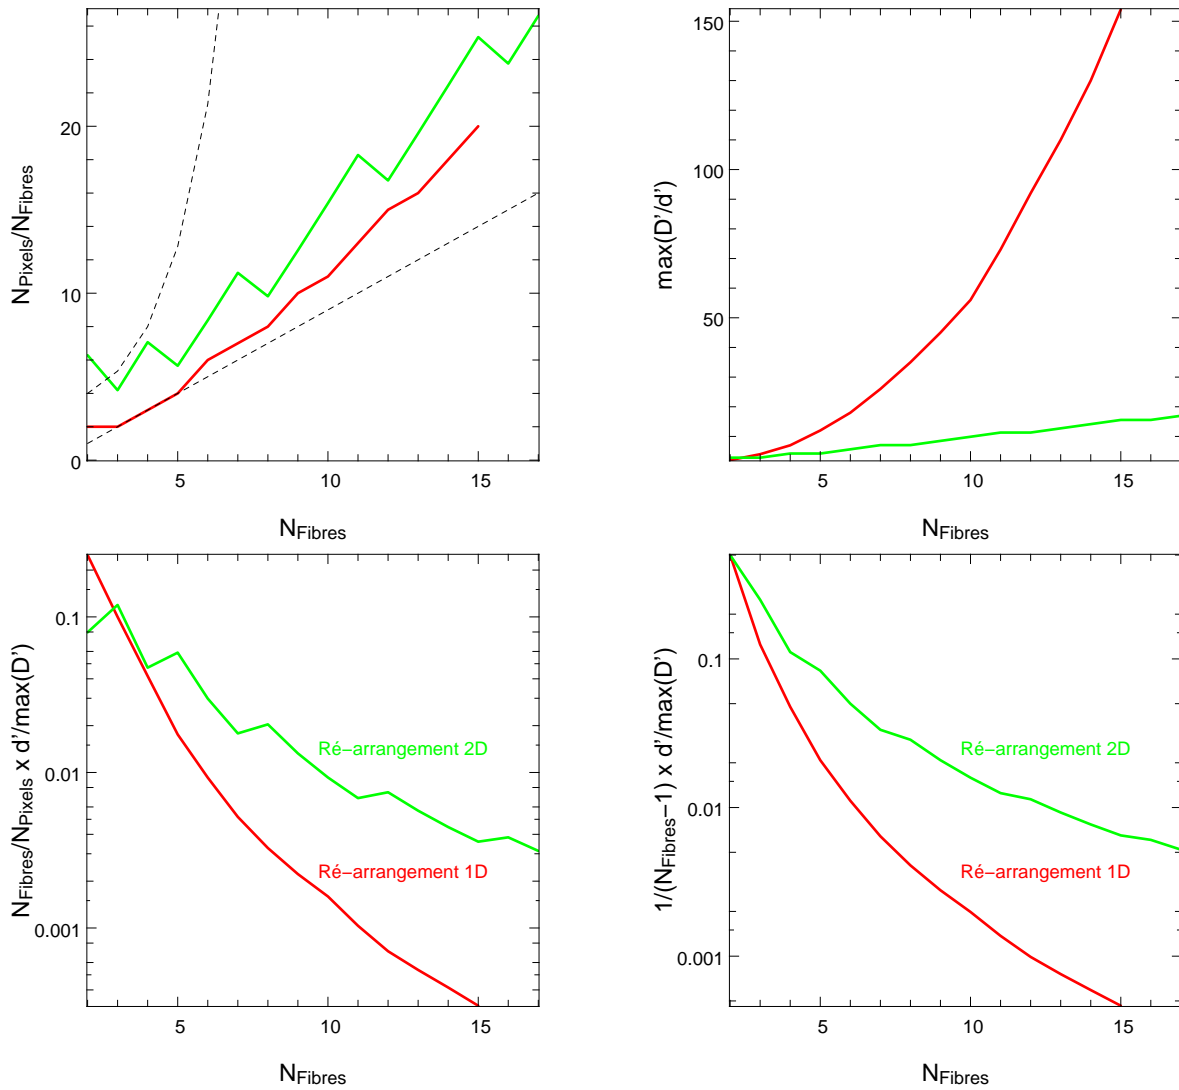 N_Pixels/N_Fibres
20
10
0
5
10
15
N_Fibres
max(D'/d')
150
100
50
5
10
15
N_Fibres
N_Fibres/N_Pixels x d'/max(D')
0.1
0.01
0.001
Ré−arrangement 2D
Ré−arrangement 1D
5
10
15
N_Fibres
1/(N_Fibres−1) x d'/max(D')
0.1
0.01
0.001
Ré−arrangement 2D
Ré−arrangement 1D
5
10
15
N_Fibres